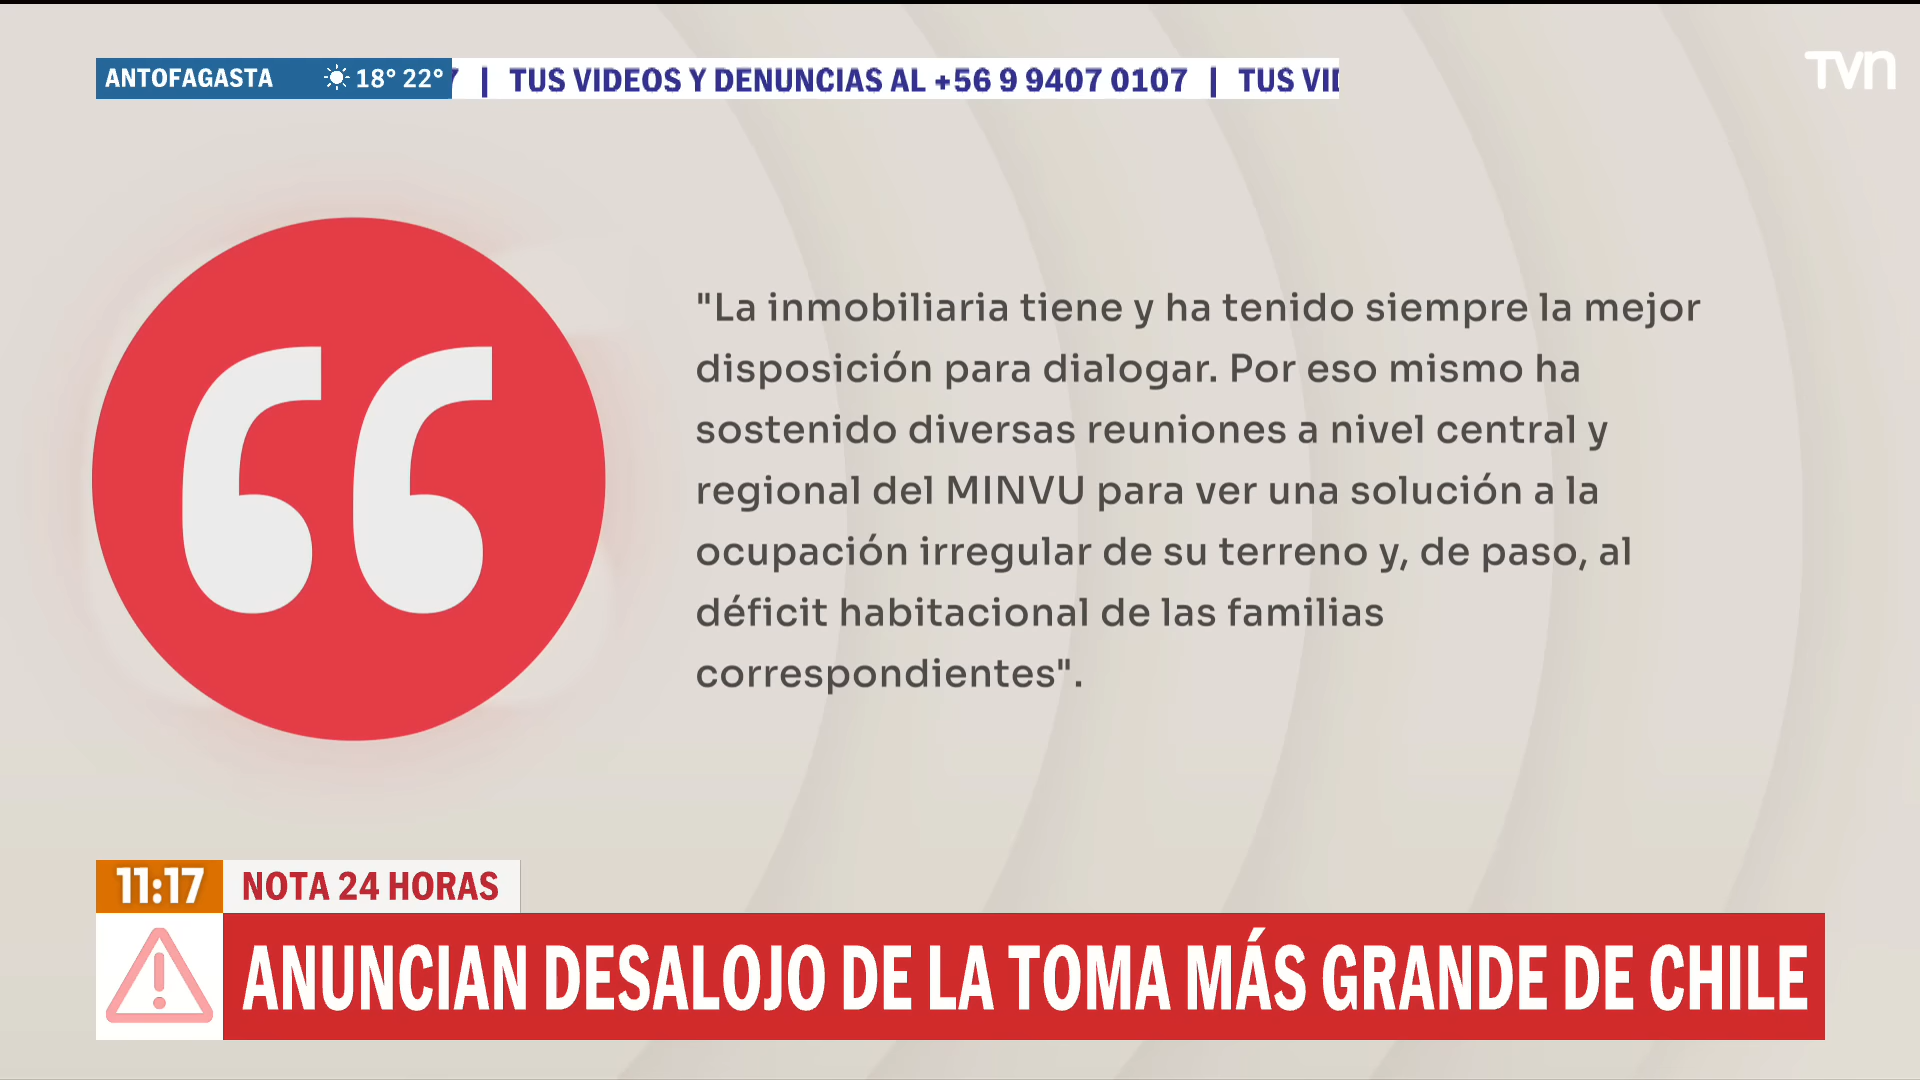 ANTOFAGASTA 18° 22° | TUS VIDEOS Y DENUNCIAS AL +56 9 9407 0107 | TUS
TVN
"La inmobiliaria tiene y ha tenido siempre la mejor
disposición para dialogar. Por eso mismo ha
sostenido diversas reuniones a nivel central y
regional del MINVU para ver una solución a la
ocupación irregular de su terreno y, de paso, al
déficit habitacional de las familias
correspondientes".
11:17 NOTA 24 HORAS
ANUNCIAN DESALOJO DE LA TOMA MÁS GRANDE DE CHILE